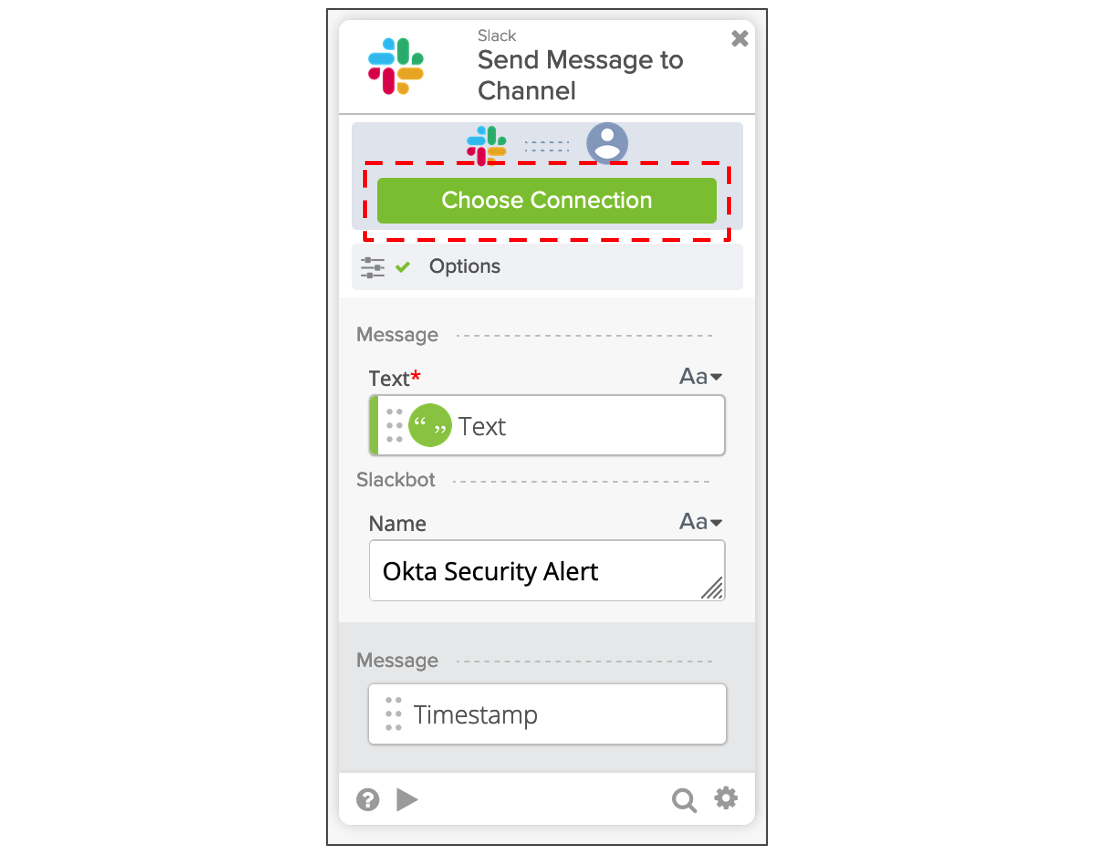 Slack
Send Message to
Channel
Choose Connection
Options
Message
Text*
Aa
“ ” Text
Slackbot
Name
Aa
Okta Security Alert
Message
Timestamp
?